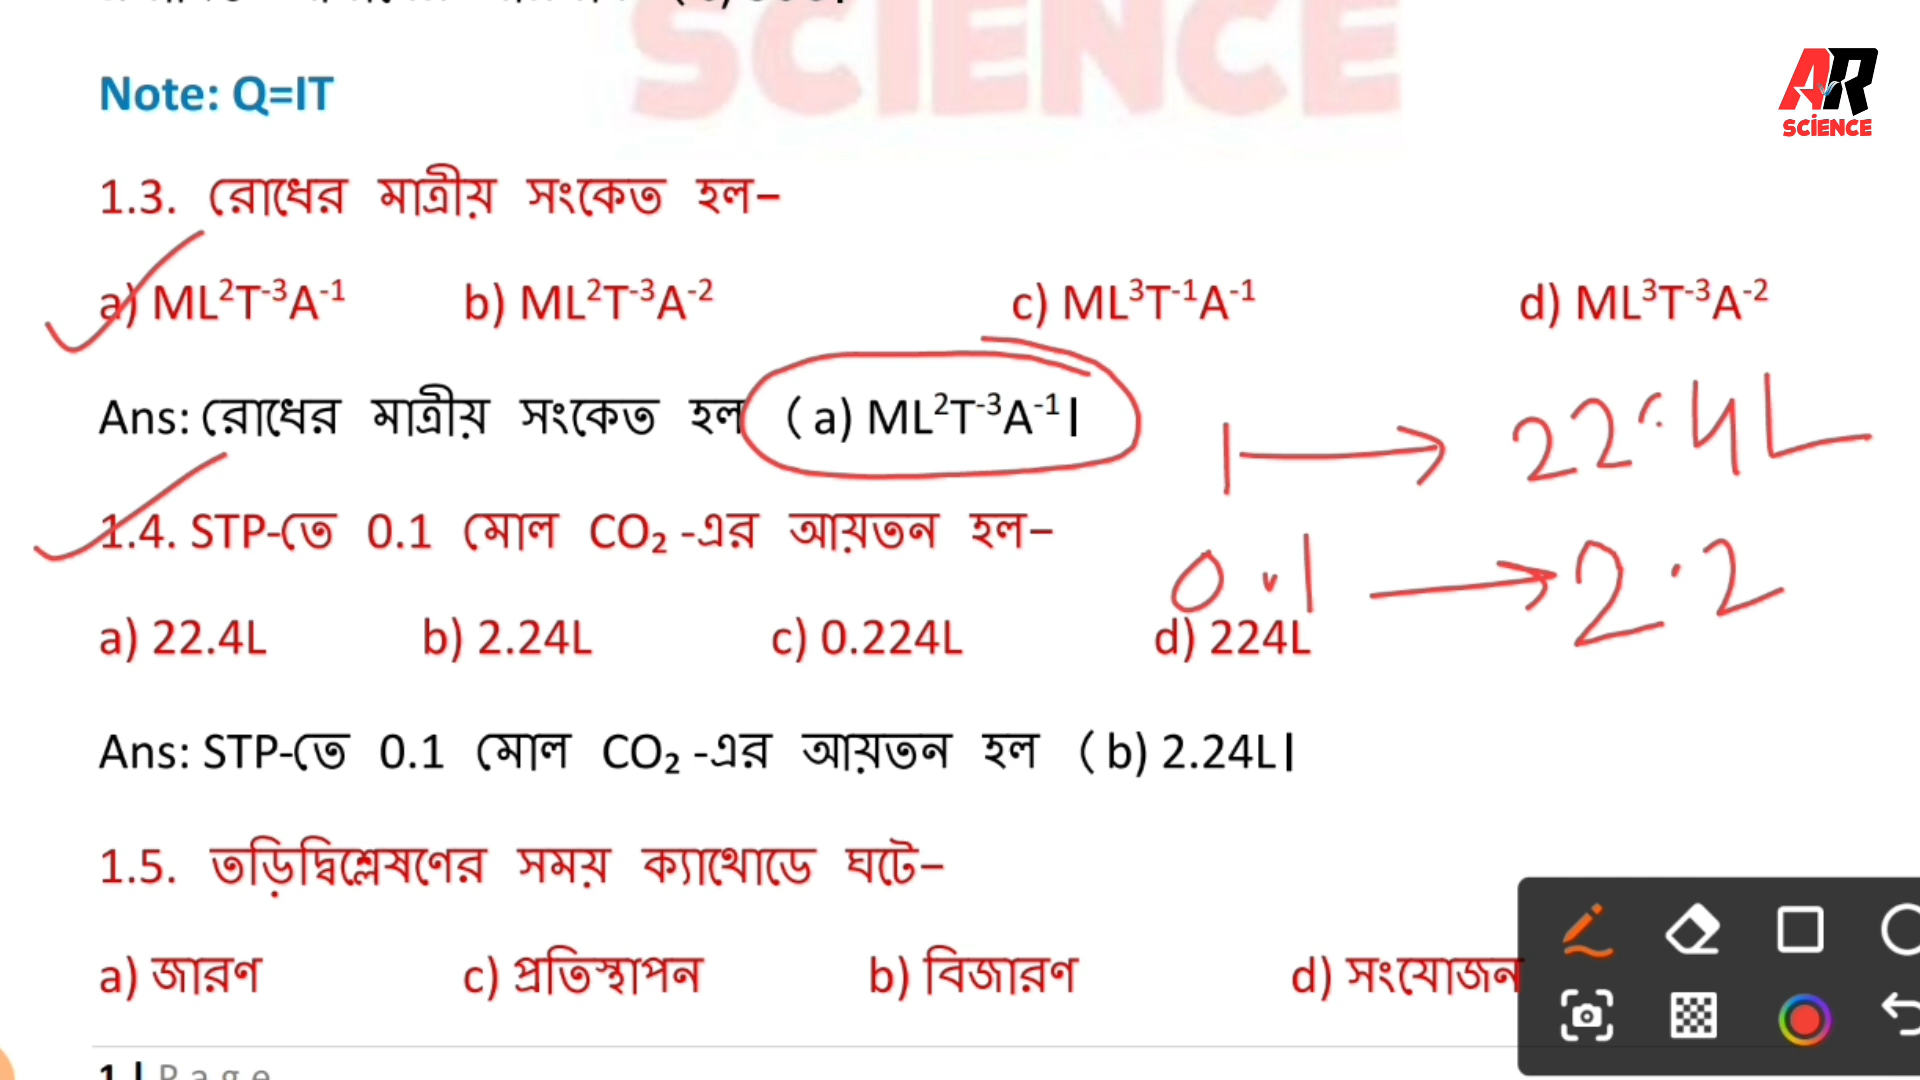 SCIENCE
AR
SCIENCE
Note: Q=IT
1.3. রোধের মাত্রীয় সংকেত হল–
a) ML²T⁻³A⁻¹ b) ML²T⁻³A⁻² c) ML³T⁻¹A⁻¹ d) ML³T⁻³A⁻²
Ans: রোধের মাত্রীয় সংকেত হল (a) ML²T⁻³A⁻¹|
1 → 22.4L
1.4. STP-তে 0.1 মোল CO₂ -এর আয়তন হল–
0.1 → 2.2
a) 22.4L b) 2.24L c) 0.224L d) 224L
Ans: STP-তে 0.1 মোল CO₂ -এর আয়তন হল (b) 2.24L|
1.5. তড়িদ্বিশ্লেষণের সময় ক্যাথোডে ঘটে–
a) জারণ c) প্রতিস্থাপন b) বিজারণ d) সংযোজন
1 | Page